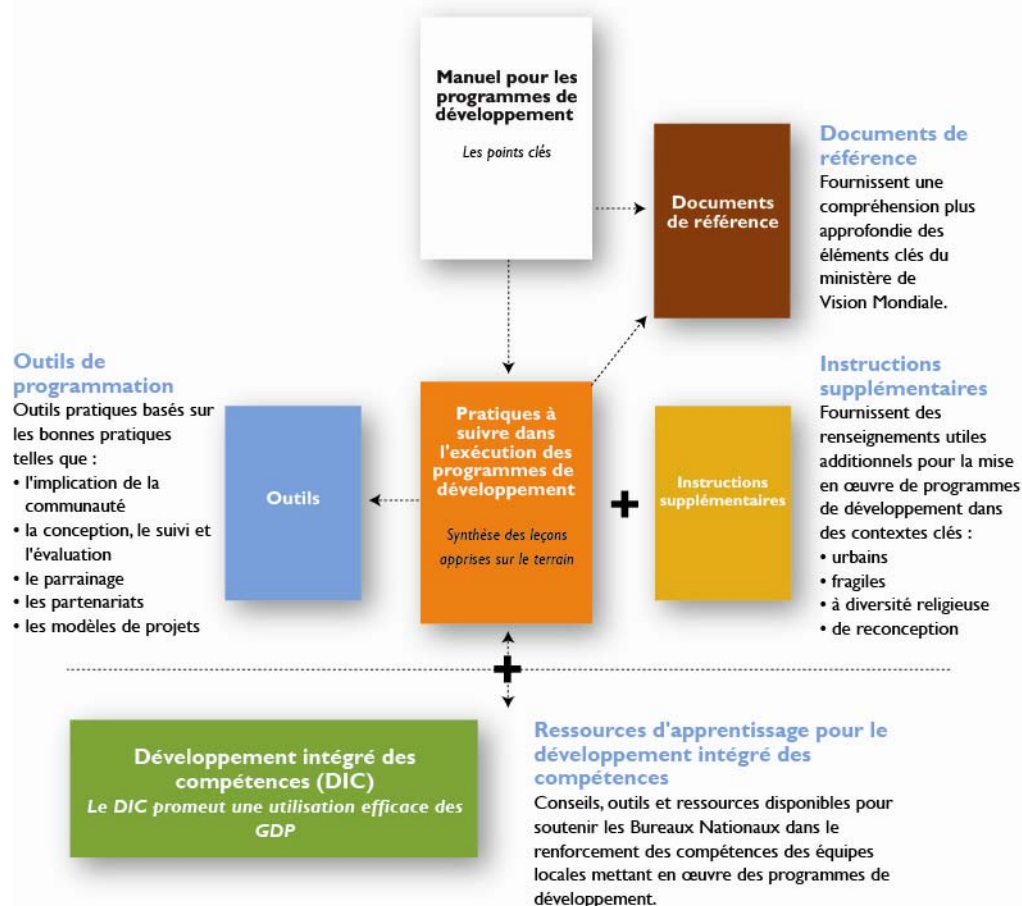 Manuel pour les
programmes de
développement
Les points clés
Documents
de référence
Documents de
référence
Fournissent une
compréhension plus
approfondie des
éléments clés du
ministère de
Vision Mondiale.
Outils de
programmation
Outils pratiques basés sur
les bonnes pratiques
telles que :
• l'implication de la
communauté
• la conception, le suivi et
l'évaluation
• le parrainage
• les partenariats
• les modèles de projets
Outils
Pratiques à
suivre dans
l'exécution des
programmes de
développement
Synthèse des leçons
apprises sur le terrain
+
Instructions
supplémentaires
Instructions
supplémentaires
Fournissent des
renseignements utiles
additionnels pour la mise
en œuvre de programmes
de développement dans
des contextes clés :
• urbains
• fragiles
• à diversité religieuse
• de reconception
+
Développement intégré des
compétences (DIC)
Le DIC promeut une utilisation efficace des
GDP
Ressources d'apprentissage pour le
développement intégré des
compétences
Conseils, outils et ressources disponibles pour
soutenir les Bureaux Nationaux dans le
renforcement des compétences des équipes
locales mettant en œuvre des programmes de
développement.